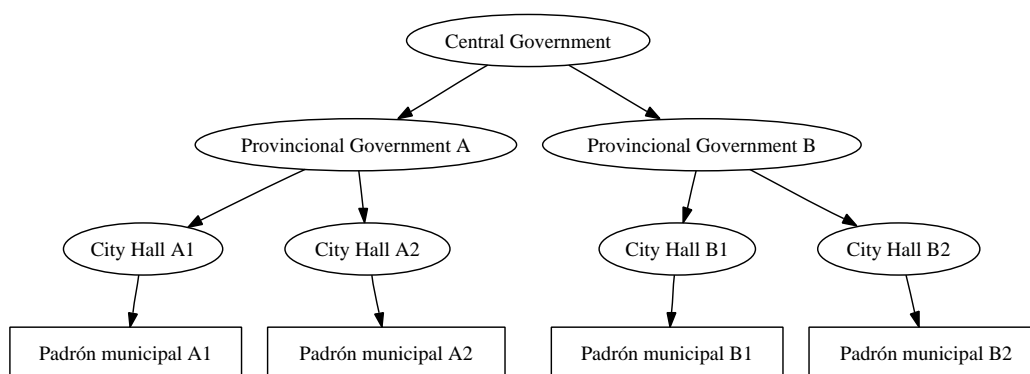 Central Government
Provincional Government A
Provincional Government B
City Hall A1
City Hall A2
City Hall B1
City Hall B2
Padrón municipal A1
Padrón municipal A2
Padrón municipal B1
Padrón municipal B2